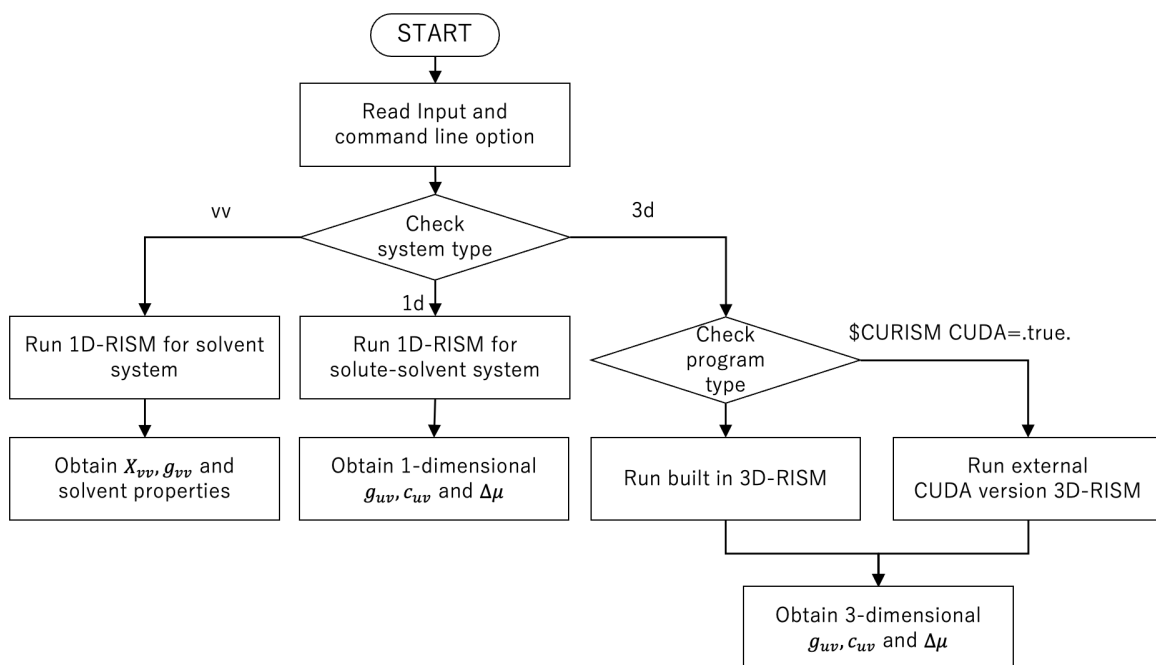 START
Read Input and
command line option
vv
3d
Check
system type
1d
Run 1D-RISM for solvent
system
Run 1D-RISM for
solute-solvent system
Check
program
type
$CURISM CUDA=.true.
Obtain X_vv, g_vv and
solvent properties
Obtain 1-dimensional
g_uv, c_uv and Δμ
Run built in 3D-RISM
Run external
CUDA version 3D-RISM
Obtain 3-dimensional
g_uv, c_uv and Δμ